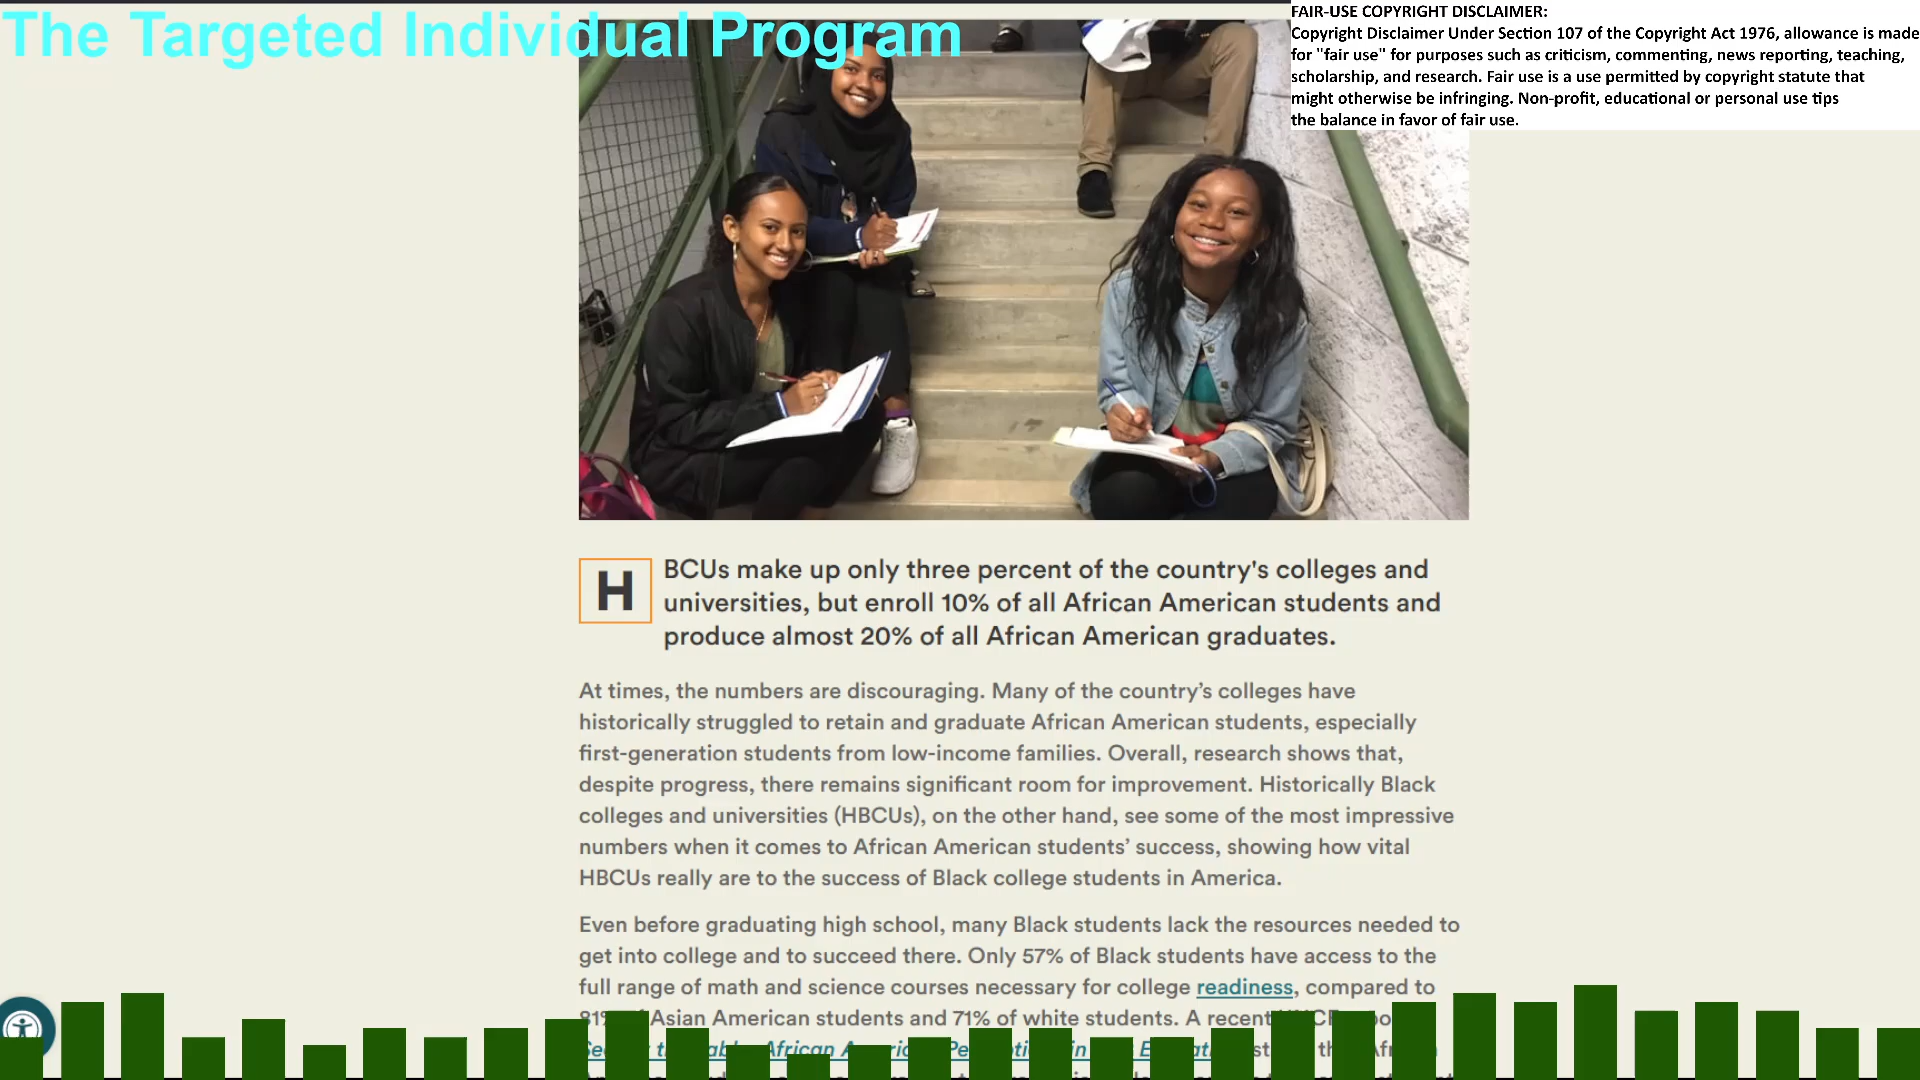 The Targeted Individual Program
FAIR-USE COPYRIGHT DISCLAIMER:
Copyright Disclaimer Under Section 107 of the Copyright Act 1976, allowance is made
for "fair use" for purposes such as criticism, commenting, news reporting, teaching,
scholarship, and research. Fair use is a use permitted by copyright statute that
might otherwise be infringing. Non-profit, educational or personal use tips
the balance in favor of fair use.
HBCUs make up only three percent of the country's colleges and
universities, but enroll 10% of all African American students and
produce almost 20% of all African American graduates.
At times, the numbers are discouraging. Many of the country’s colleges have
historically struggled to retain and graduate African American students, especially
first-generation students from low-income families. Overall, research shows that,
despite progress, there remains significant room for improvement. Historically Black
colleges and universities (HBCUs), on the other hand, see some of the most impressive
numbers when it comes to African American students’ success, showing how vital
HBCUs really are to the success of Black college students in America.
Even before graduating high school, many Black students lack the resources needed to
get into college and to succeed there. Only 57% of Black students have access to the
full range of math and science courses necessary for college readiness, compared to
Asian American students and 71% of white students. A recent
African